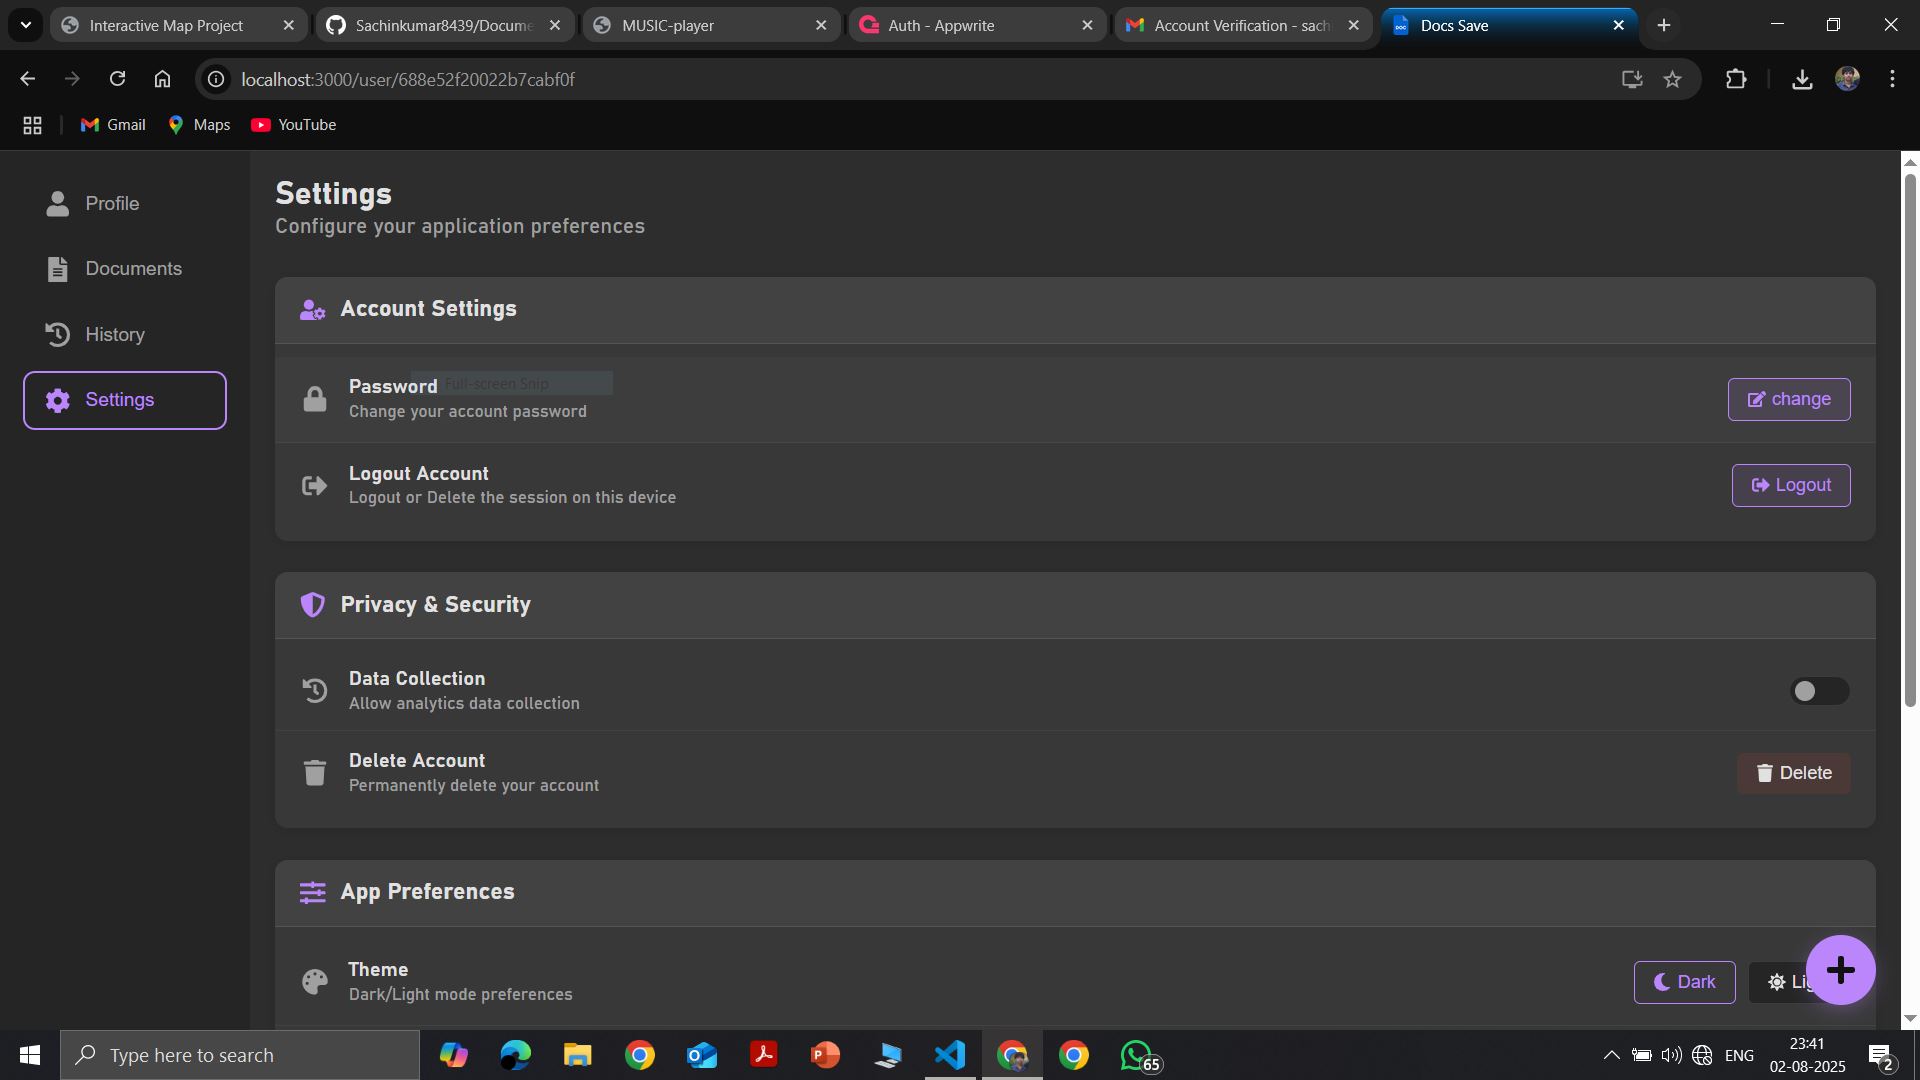 Interactive Map Project
Sachinkumar8439/Docume
MUSIC-player
Auth - Appwrite
Account Verification - sach
Docs Save
localhost:3000/user/688e52f20022b7cabf0f
Gmail
Maps
YouTube
Profile
Documents
History
Settings
Settings
Configure your application preferences
Account Settings
Password
Full-screen Snip
Change your account password
change
Logout Account
Logout or Delete the session on this device
Logout
Privacy & Security
Data Collection
Allow analytics data collection
Delete Account
Permanently delete your account
Delete
App Preferences
Theme
Dark/Light mode preferences
Dark
Type here to search
65
ENG
23:41
02-08-2025
2